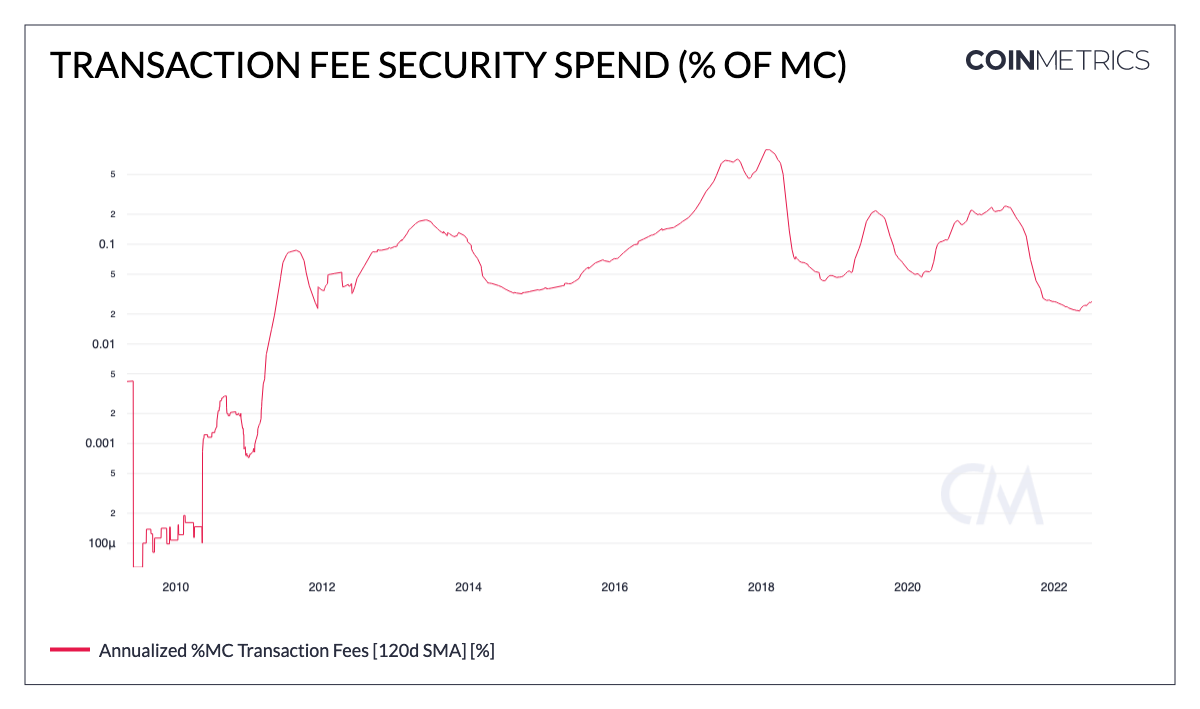 TRANSACTION FEE SECURITY SPEND (% OF MC)
COINMETRICS
5
2
0.1
5
2
0.01
5
2
0.001
5
2
100μ
CM
2010 2012 2014 2016 2018 2020 2022
Annualized %MC Transaction Fees [120d SMA] [%]